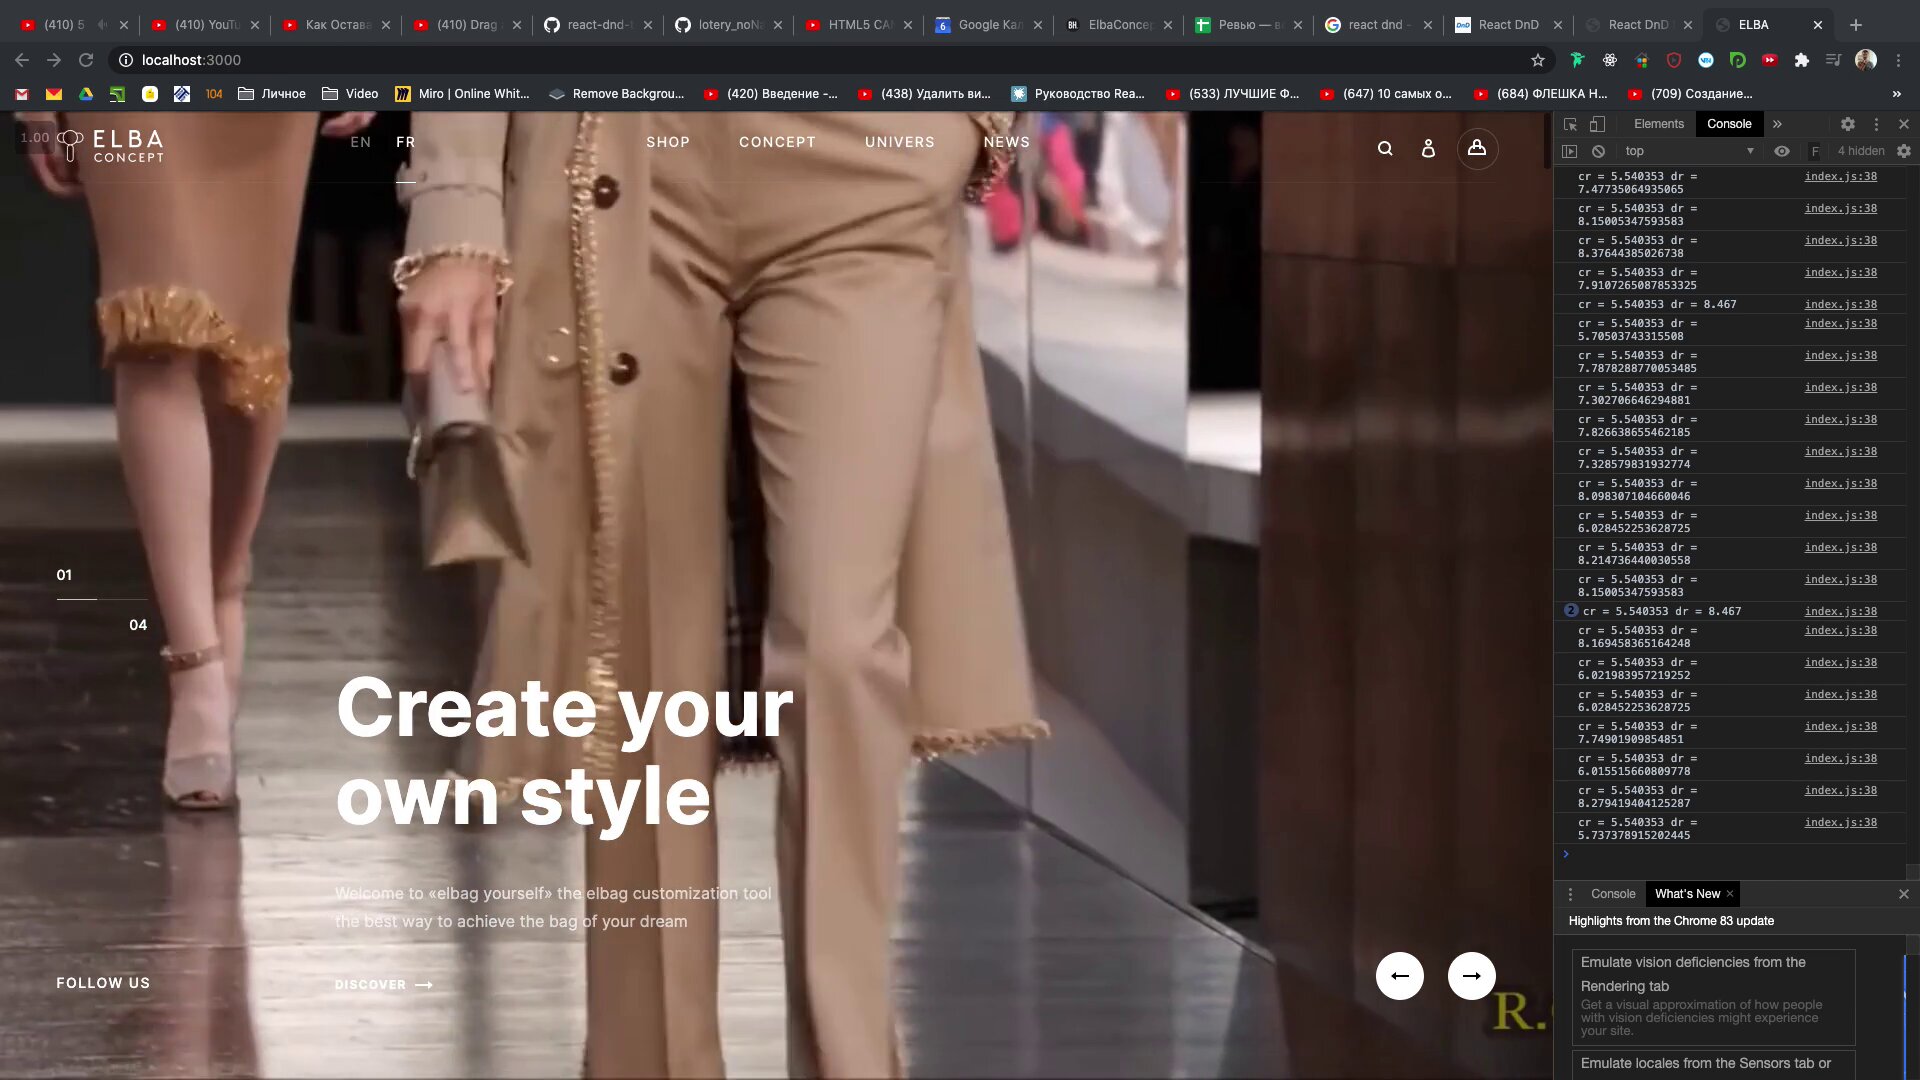 (410) 5
(410) YouTu
Как Остава
(410) Drag
react-dnd-t
lotery_noNa
HTML5 CAN
Google Кал
ElbaConcep
Ревью — в
react dnd -
React DnD
React DnD
ELBA
localhost:3000
104
Личное
Video
Miro | Online Whit...
Remove Backgrou...
(420) Введение -...
(438) Удалить ви...
Руководство Rea...
(533) ЛУЧШИЕ Ф...
(647) 10 самых о...
(684) ФЛЕШКА Н...
(709) Создание...
»
1.00
ELBA
CONCEPT
EN
FR
SHOP
CONCEPT
UNIVERS
NEWS
01
04
Create your
own style
Welcome to «elbag yourself» the elbag customization tool
the best way to achieve the bag of your dream
FOLLOW US
DISCOVER
R.
Elements
Console
»
top
F
4 hidden
cr = 5.540353 dr = index.js:38
7.47735064935065
cr = 5.540353 dr = index.js:38
8.15005347593583
cr = 5.540353 dr = index.js:38
8.37644385026738
cr = 5.540353 dr = index.js:38
7.9107265087853325
cr = 5.540353 dr = 8.467 index.js:38
cr = 5.540353 dr = index.js:38
5.70503743315508
cr = 5.540353 dr = index.js:38
7.7878288770053485
cr = 5.540353 dr = index.js:38
7.302706646294881
cr = 5.540353 dr = index.js:38
7.826638655462185
cr = 5.540353 dr = index.js:38
7.328579831932774
cr = 5.540353 dr = index.js:38
8.098307104660046
cr = 5.540353 dr = index.js:38
6.028452253628725
cr = 5.540353 dr = index.js:38
8.214736440030558
cr = 5.540353 dr = index.js:38
8.15005347593583
2 cr = 5.540353 dr = 8.467 index.js:38
cr = 5.540353 dr = index.js:38
8.169458365164248
cr = 5.540353 dr = index.js:38
6.021983957219252
cr = 5.540353 dr = index.js:38
6.028452253628725
cr = 5.540353 dr = index.js:38
7.74901909854851
cr = 5.540353 dr = index.js:38
6.015515660809778
cr = 5.540353 dr = index.js:38
8.279419404125287
cr = 5.540353 dr = index.js:38
5.737378915202445
Console
What's New
Highlights from the Chrome 83 update
Emulate vision deficiencies from the
Rendering tab
Get a visual approximation of how people
with vision deficiencies might experience
your site.
Emulate locales from the Sensors tab or